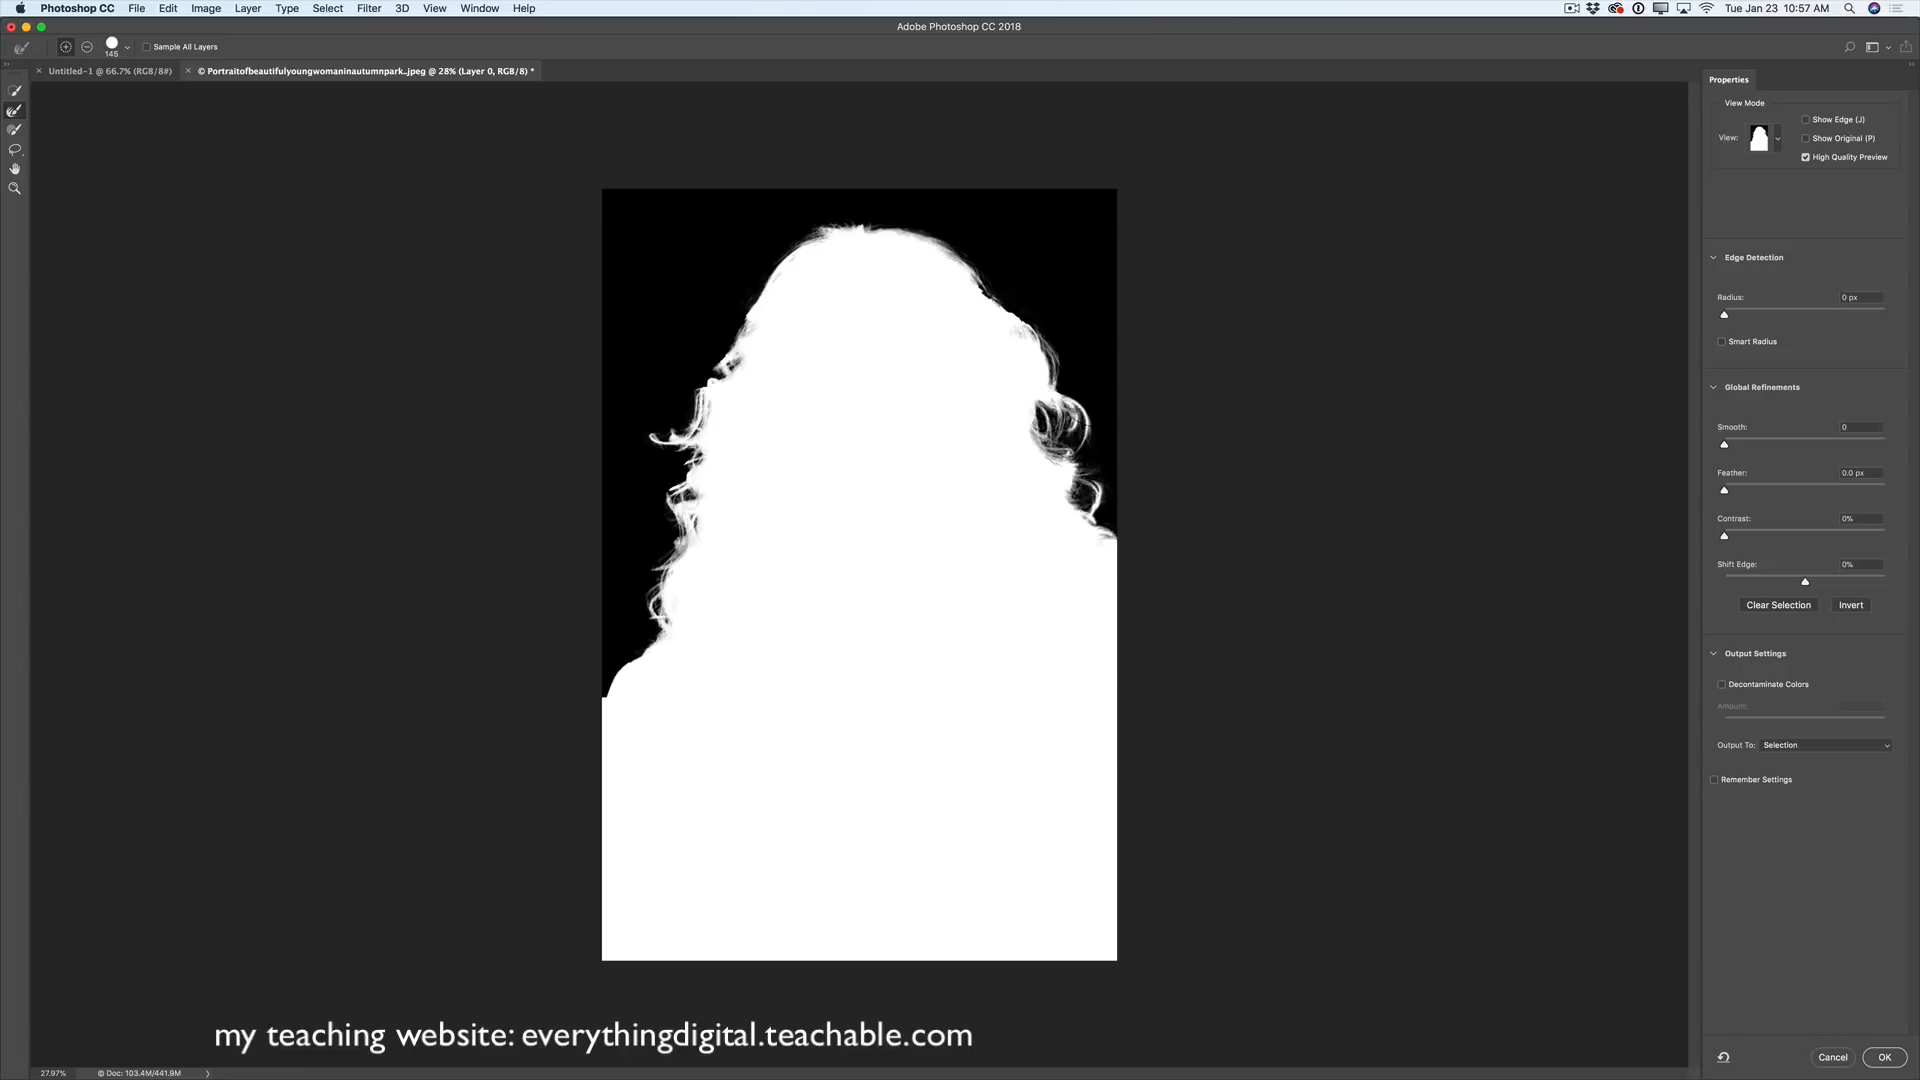 Photoshop CC File Edit Image Layer Type Select Filter 3D View Window Help Tue Jan 23 10:57 AM
Adobe Photoshop CC 2018
145 Sample All Layers
Untitled-1 @ 66.7% (RGB/8#) © Portraitofbeautifulyoungwomaninautumnpark..jpeg @ 28% (Layer 0, RGB/8) *
Properties
View Mode
View:
Show Edge (J)
Show Original (P)
High Quality Preview
Edge Detection
Radius: 0 px
Smart Radius
Global Refinements
Smooth: 0
Feather: 0.0 px
Contrast: 0%
Shift Edge: 0%
Clear Selection Invert
Output Settings
Decontaminate Colors
Amount:
Output To: Selection
Remember Settings
my teaching website: everythingdigital.teachable.com
Cancel OK
27.97% © Doc: 103.4M/441.9M